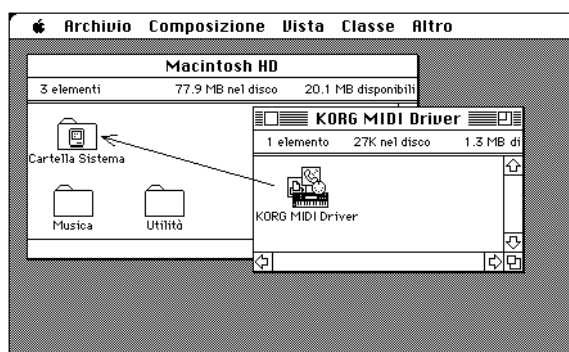 Archivio Composizione Vista Classe Altro
Macintosh HD
3 elementi 77.9 MB nel disco 20.1 MB disponibili
Cartella Sistema
Musica Utilità
KORG MIDI Driver
1 elemento 27K nel disco 1.3 MB di
KORG MIDI Driver